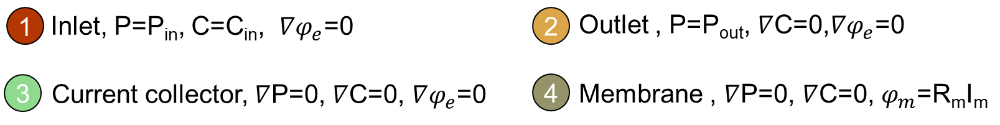 1 Inlet, P=Pin, C=Cin, ∇φe=0
2 Outlet , P=Pout, ∇C=0,∇φe=0
3 Current collector, ∇P=0, ∇C=0, ∇φe=0
4 Membrane , ∇P=0, ∇C=0, φm=RmIm